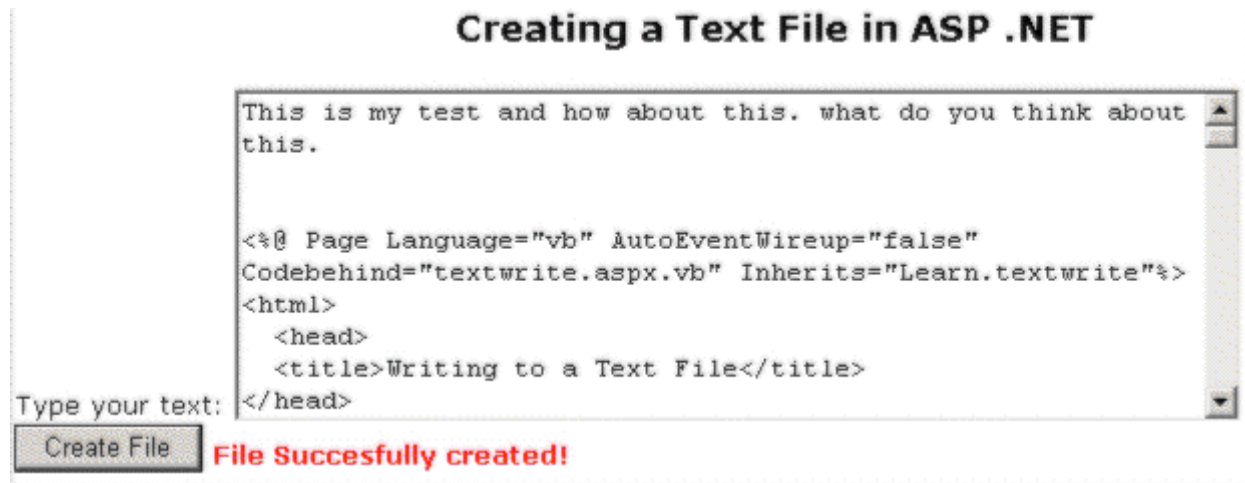 Creating a Text File in ASP .NET
This is my test and how about this. what do you think about
this.
<%@ Page Language="vb" AutoEventWireup="false"
Codebehind="textwrite.aspx.vb" Inherits="Learn.textwrite"%>
<html>
<head>
<title>Writing to a Text File</title>
</head>
Type your text:
Create File
File Succesfully created!